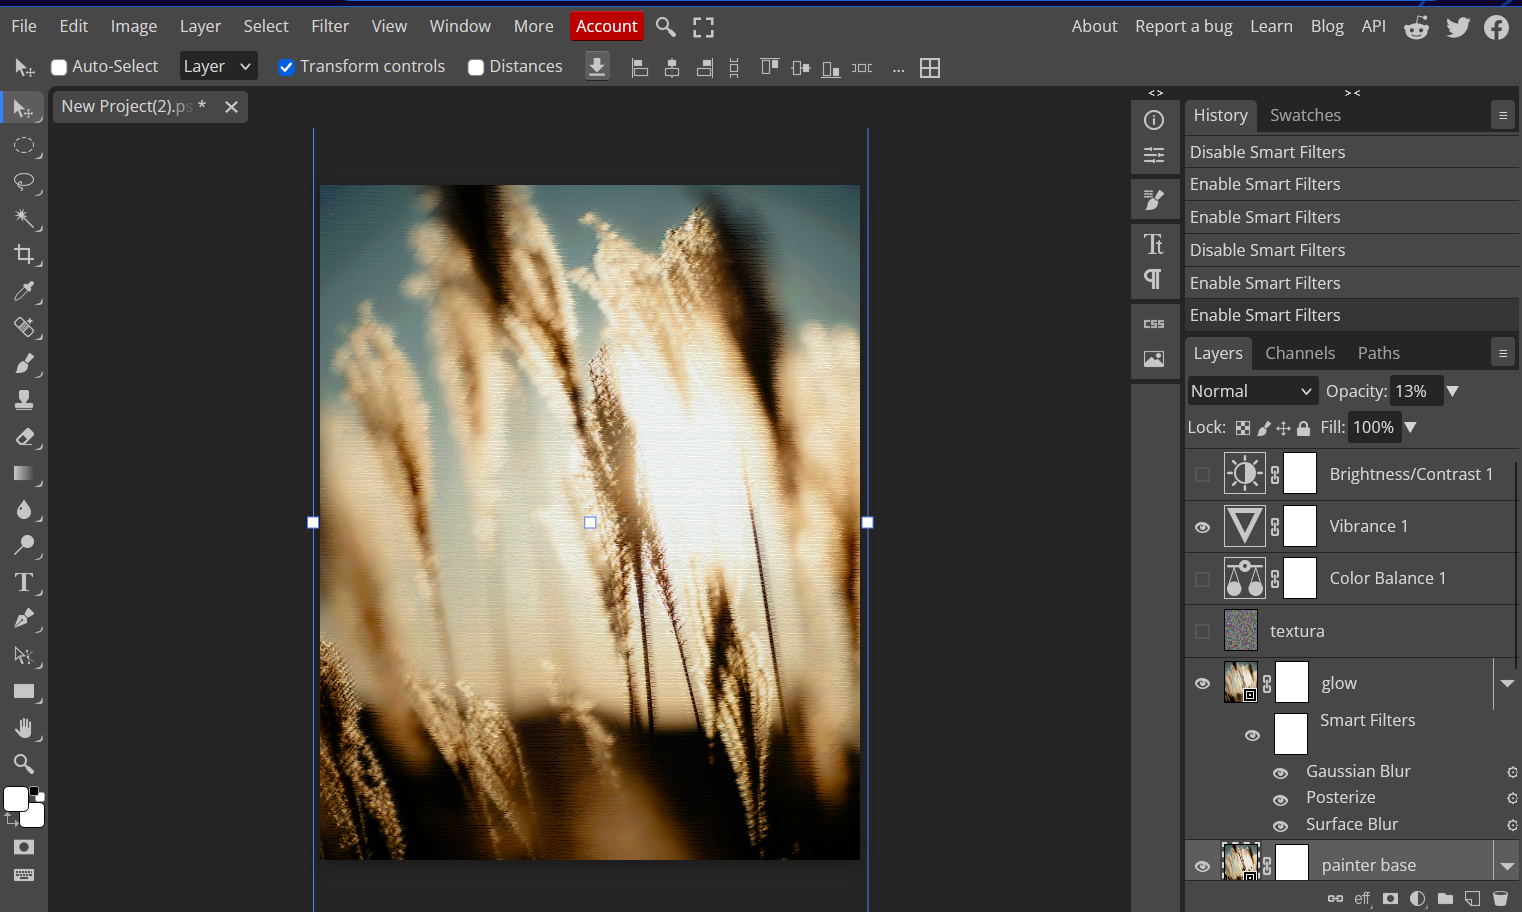 File Edit Image Layer Select Filter View Window More Account About Report a bug Learn Blog API
Auto-Select Layer Transform controls Distances ...
New Project(2).ps *
History Swatches
Disable Smart Filters
Enable Smart Filters
Enable Smart Filters
Disable Smart Filters
Enable Smart Filters
Enable Smart Filters
CSS
Layers Channels Paths
Normal Opacity: 13%
Lock: Fill: 100%
Brightness/Contrast 1
Vibrance 1
Color Balance 1
textura
glow
Smart Filters
Gaussian Blur
Posterize
Surface Blur
painter base
eff